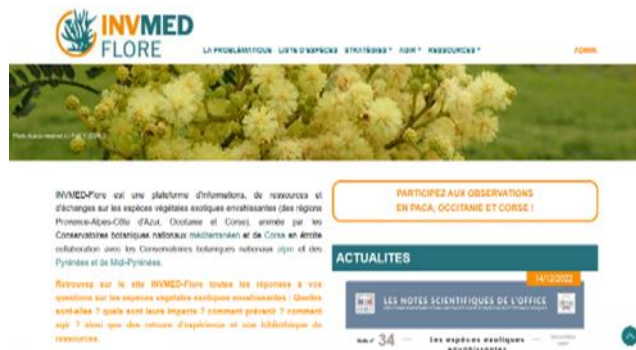 INVMED
FLORE
LA PROBLÉMATIQUE LISTE D'ESPÈCES STRATÉGIES AGIR RESSOURCES
ADMIN
INVMED-Flore est une plateforme d'informations, de ressources et
d'échanges sur les espèces végétales exotiques envahissantes (des régions
Provence-Alpes-Côte d'Azur, Occitanie et Corse), animée par les
Conservatoires botaniques nationaux méditerranéen et de Corse en étroite
collaboration avec les Conservatoires botaniques nationaux alpin et des
Pyrénées et de Midi-Pyrénées.
Retrouvez sur le site INVMED-Flore toutes les réponses à vos
questions sur les espèces végétales exotiques envahissantes : Quelles
sont-elles ? quels sont leurs impacts ? comment prévenir ? comment
agir ? ainsi que des retours d'expérience et une bibliothèque de
ressources.
PARTICIPEZ AUX OBSERVATIONS
EN PACA, OCCITANIE ET CORSE !
ACTUALITES
14/12/2022
LES NOTES SCIENTIFIQUES DE L'OFFICE
Note n° 34 — Les espèces exotiques —
envahissantes